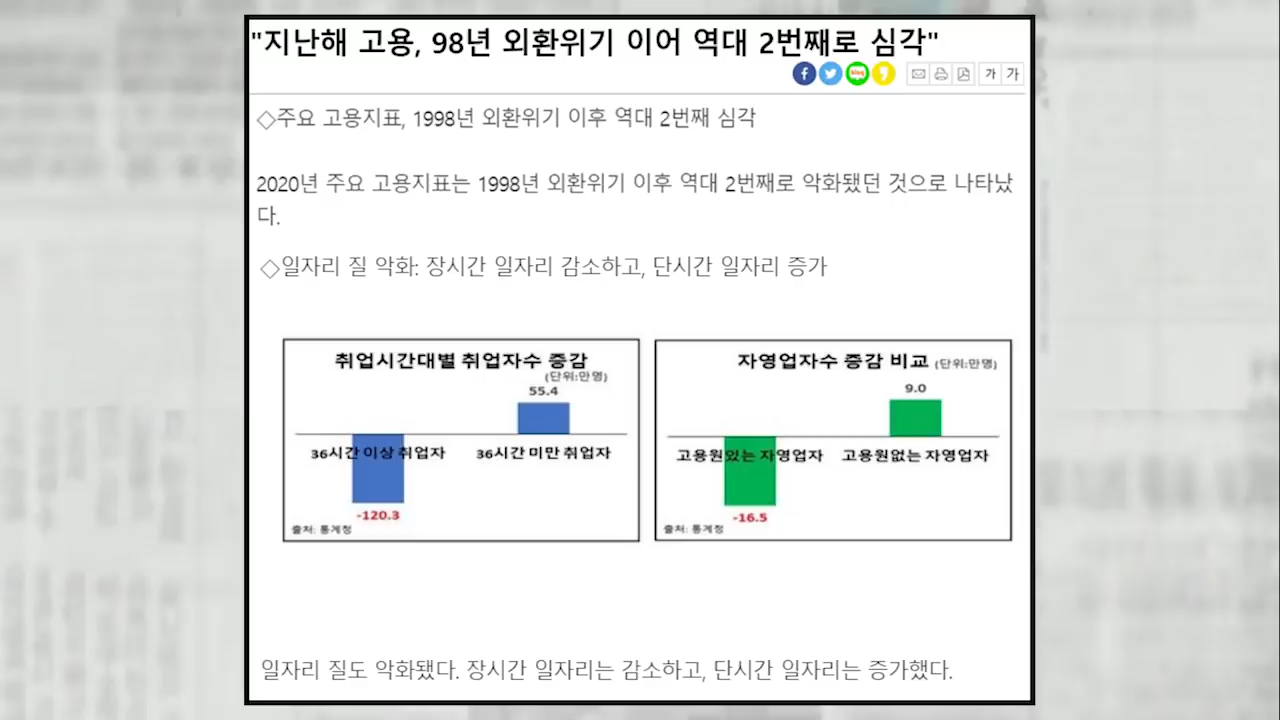 "지난해 고용, 98년 외환위기 이어 역대 2번째로 심각"
blog
가 가
◇주요 고용지표, 1998년 외환위기 이후 역대 2번째 심각
2020년 주요 고용지표는 1998년 외환위기 이후 역대 2번째로 악화됐던 것으로 나타났
다.
◇일자리 질 악화: 장시간 일자리 감소하고, 단시간 일자리 증가
취업시간대별 취업자수 증감
(단위:만명)
55.4
36시간 이상 취업자
36시간 미만 취업자
-120.3
출처: 통계청
자영업자수 증감 비교 (단위:만명)
9.0
고용원있는 자영업자
고용원없는 자영업자
-16.5
출처: 통계청
일자리 질도 악화됐다. 장시간 일자리는 감소하고, 단시간 일자리는 증가했다.